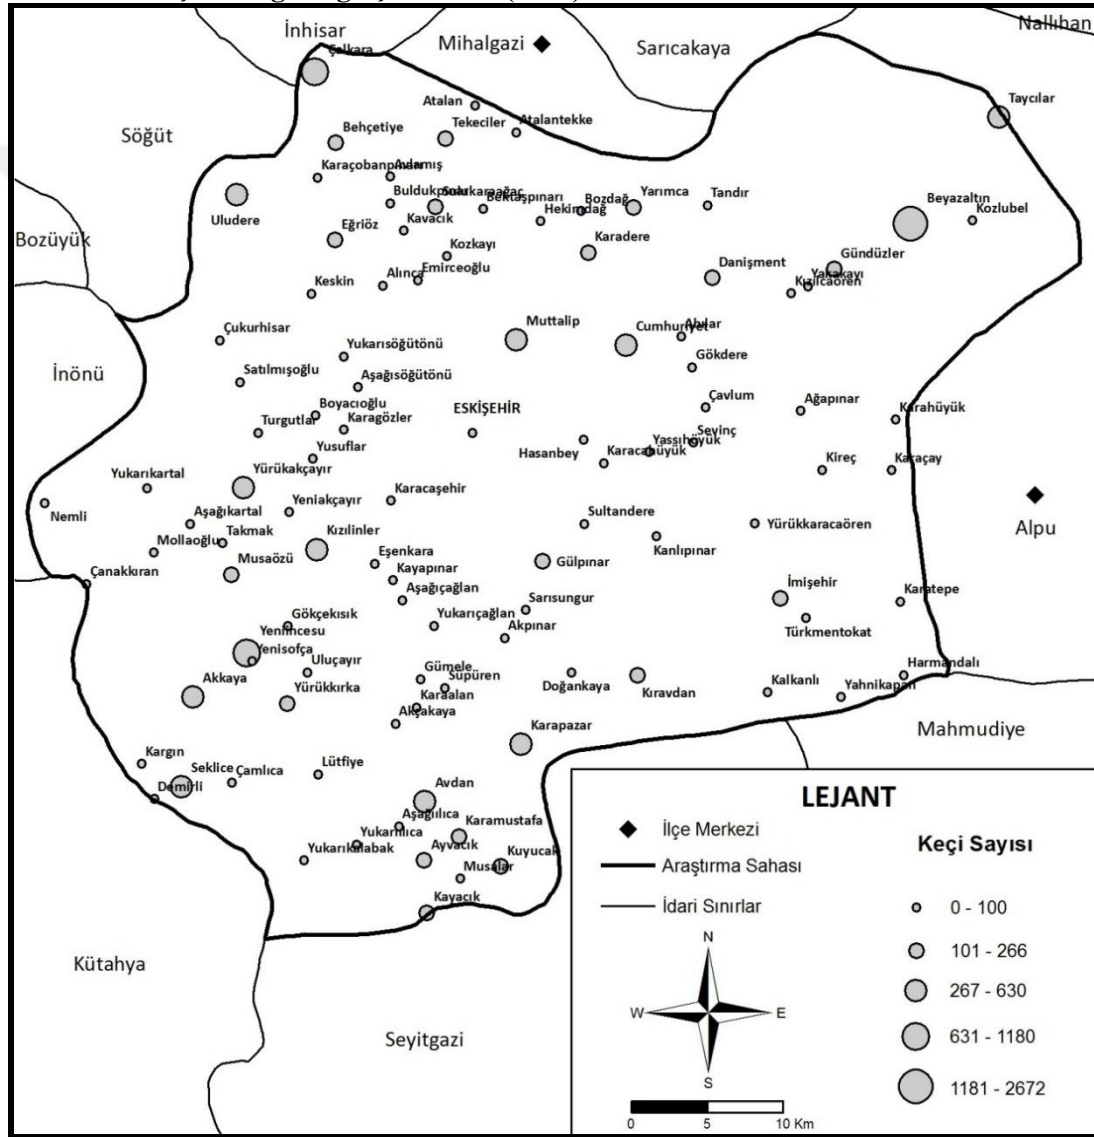 İnhisar
Mihalgazi
Sarıcakaya
Nallıhan
Çalkara
Atalan
Taycılar
Söğüt
Behçetiye
Tekeciler
Atalantekke
Karaçobanpınarı
Avlamış
Uludere
Buldukpınar
Bektaşpınarı
Bozdağ
Yarımca
Tandır
Beyazaltın
Kozlubel
Hekimdağ
Kavacık
Eğriöz
Bozüyük
Kozkayı
Karadere
Gündüzler
Danişment
Yakakayı
Keskin
Alınca
Emirceoğlu
Kızılcaören
Çukurhisar
Muttalip
Cumhuriyet
Ahılar
Yukarısöğütönü
Gökdere
İnönü
Satılmışoğlu
Aşağısöğütönü
Boyacıoğlu
ESKİŞEHİR
Çavlum
Ağapınar
Karahüyük
Turgutlar
Karagözler
Sevinç
Hasanbey
Karacahüyük
Yassıhüyük
Yusuflar
Yukarıkartal
Yürükakçayır
Kireç
Karaçay
Nemli
Yeniakçayır
Karacaşehir
Aşağıkartal
Sultandere
Yürükkaracaören
Alpu
Mollaoğlu
Takmak
Kızılinler
Kanlıpınar
Çanakkıran
Musaözü
Eşenkara
Kayapınar
Gülpınar
Aşağıçağlan
İmişehir
Karatepe
Gökçekısık
Yukarıçağlan
Sarısungur
Akpınar
Türkmentokat
Yeniincesu
Yenisofça
Akkaya
Uluçayır
Yürükkırka
Gümele
Süpüren
Doğankaya
Kıravdan
Kalkanlı
Harmandalı
Yahnikapan
Karaalan
Akçakaya
Karapazar
Mahmudiye
Kargın
Seklice
Çamlıca
Lütfiye
Demirli
Avdan
Aşağıılıca
Karamustafa
Yukarıılıca
Yukarıkalabak
Ayvacık
Kuyucak
Musalar
Kayacık
Kütahya
Seyitgazi
LEJANT
İlçe Merkezi
Araştırma Sahası
İdari Sınırlar
Keçi Sayısı
0 - 100
101 - 266
267 - 630
631 - 1180
1181 - 2672
N
W
E
S
0
5
10 Km